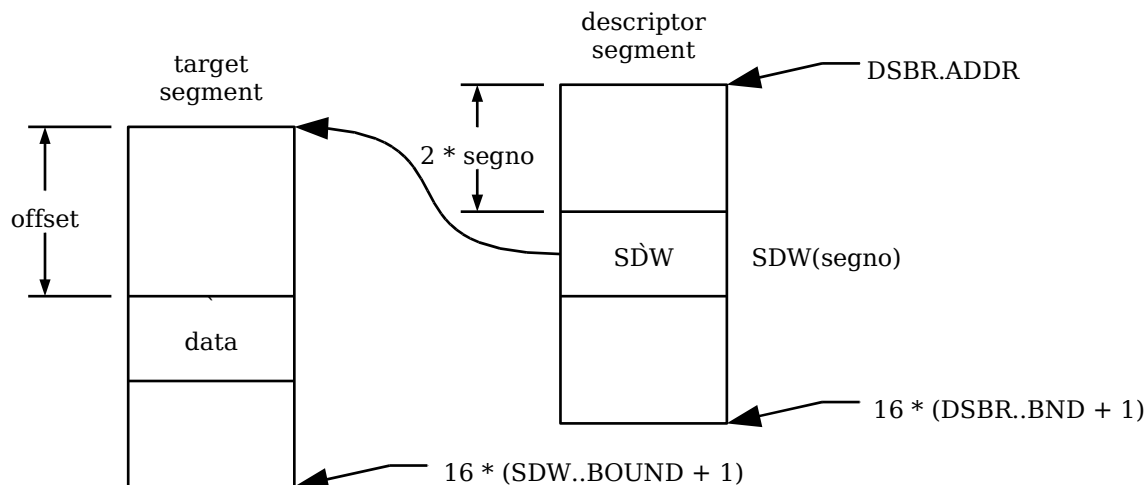 descriptor
segment
DSBR.ADDR
target
segment
2 * segno
offset
SD̀W
SDW(segno)
`
data
16 * (DSBR..BND + 1)
16 * (SDW..BOUND + 1)